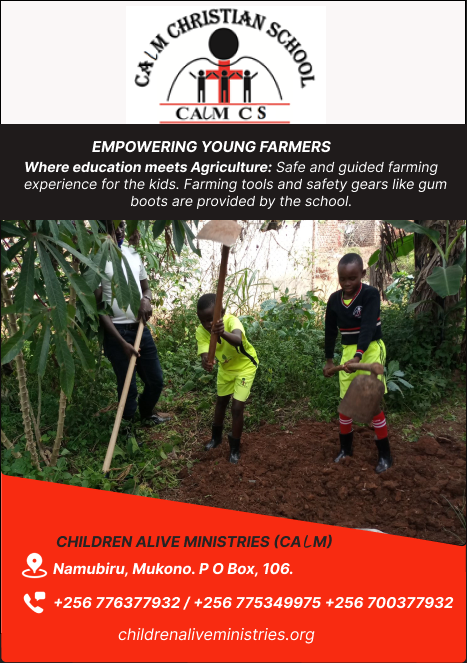 CALM CHRISTIAN SCHOOL
CALM C S
EMPOWERING YOUNG FARMERS
Where education meets Agriculture: Safe and guided farming
experience for the kids. Farming tools and safety gears like gum
boots are provided by the school.
CHILDREN ALIVE MINISTRIES (CALM)
Namubiru, Mukono. P O Box, 106.
+256 776377932 / +256 775349975 +256 700377932
childrenaliveministries.org